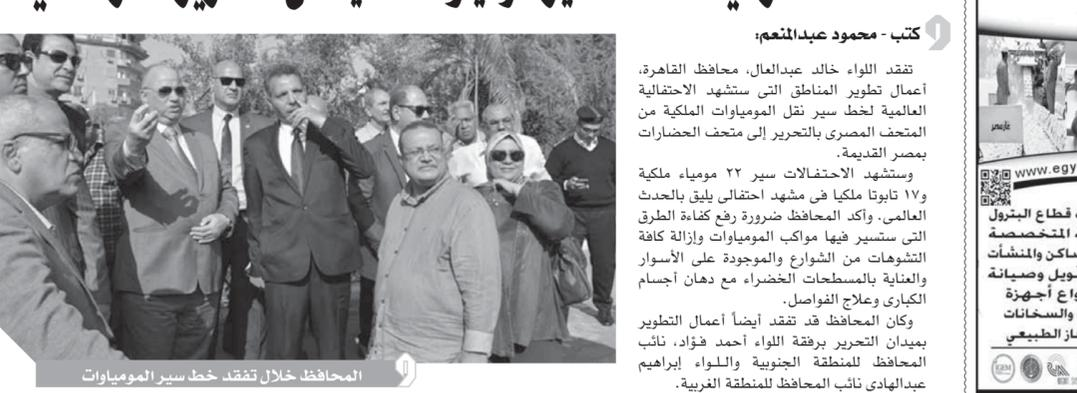 كتب - محمود عبدالمنعم:
تفقد اللواء خالد عبدالعال، محافظ القاهرة،
أعمال تطوير المناطق التى ستشهد الاحتفالية
العالمية لخط سير نقل المومياوات الملكية من
المتحف المصرى بالتحرير إلى متحف الحضارات
بمصر القديمة.
وستشهد الاحتفالات سير ٢٢ مومياء ملكية
و١٧ تابوتا ملكيا فى مشهد احتفالى يليق بالحدث
العالمى. وأكد المحافظ ضرورة رفع كفاءة الطرق
التى ستسير فيها مواكب المومياوات وإزالة كافة
التشوهات من الشوارع والموجودة على الأسوار
والعناية بالمسطحات الخضراء مع دهان أجسام
الكبارى وعلاج الفواصل.
وكان المحافظ قد تفقد أيضاً أعمال التطوير
بميدان التحرير برفقة اللواء أحمد فؤاد، نائب
المحافظ للمنطقة الجنوبية واللواء إبراهيم
عبدالهادى نائب المحافظ للمنطقة الغربية.
المحافظ خلال تفقد خط سير المومياوات
غاز مصر
www.egy
قطاع البترول
المتخصصة
ساكن والمنشآت
تويل وصيانة
واع أجهزة
والسخانات
از الطبيعي